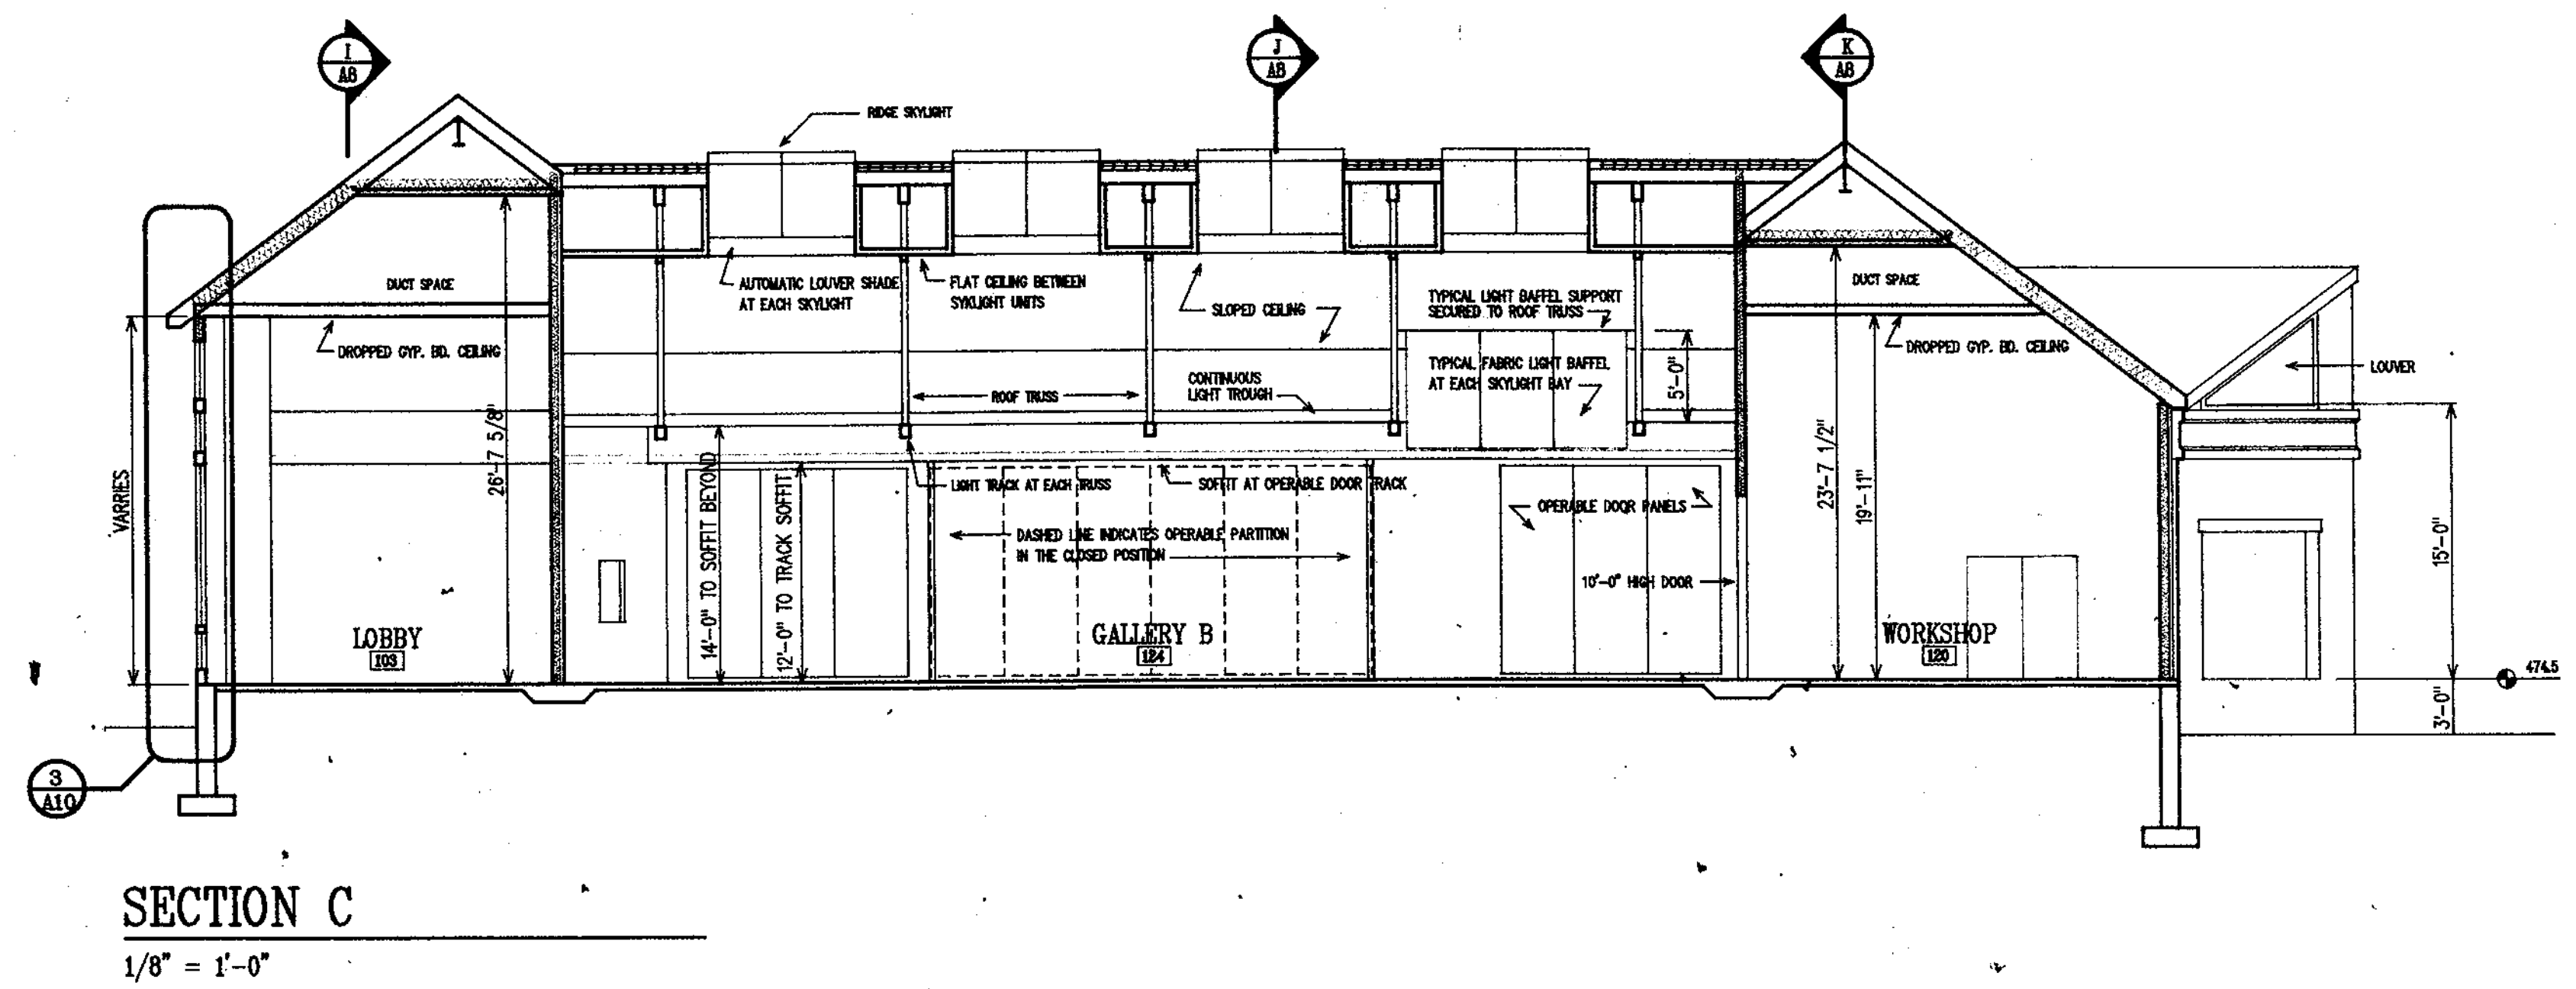 I
A8
J
A8
K
A8
RIDGE SKYLIGHT
DUCT SPACE
AUTOMATIC LOUVER SHADE
AT EACH SKYLIGHT
FLAT CEILING BETWEEN
SYKLIGHT UNITS
SLOPED CEILING
TYPICAL LIGHT BAFFEL SUPPORT
SECURED TO ROOF TRUSS
DUCT SPACE
DROPPED GYP. BD. CEILING
DROPPED GYP. BD. CEILING
TYPICAL FABRIC LIGHT BAFFEL
AT EACH SKYLIGHT BAY
LOUVER
CONTINUOUS
LIGHT TROUGH
ROOF TRUSS
5'-0"
VARIES
26'-7 5/8"
14'-0" TO SOFFIT BEYOND
12'-0" TO TRACK SOFFIT
LIGHT TRACK AT EACH TRUSS
SOFFIT AT OPERABLE DOOR TRACK
OPERABLE DOOR PANELS
23'-7 1/2"
19'-11"
DASHED LINE INDICATES OPERABLE PARTITION
IN THE CLOSED POSITION
10'-0" HIGH DOOR
15'-0"
LOBBY
103
GALLERY B
124
WORKSHOP
120
474.5
3'-0"
3
A10
SECTION C
1/8" = 1'-0"